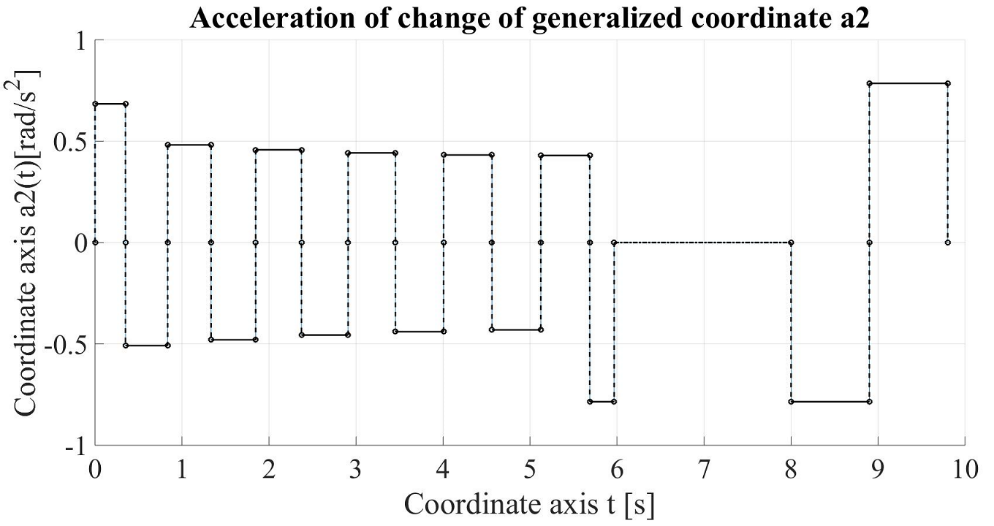 Acceleration of change of generalized coordinate a2
Coordinate axis a2(t)[rad/s²]
1
0.5
0
-0.5
-1
0 1 2 3 4 5 6 7 8 9 10
Coordinate axis t [s]